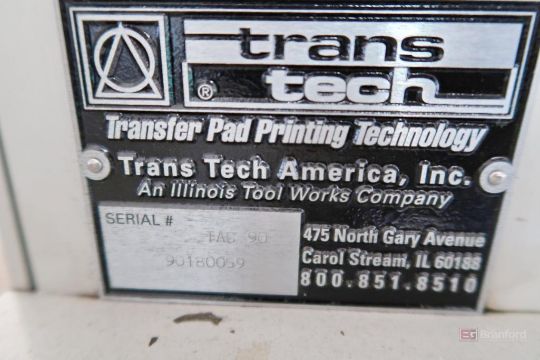 trans
tech
®
Transfer Pad Printing Technology
Trans Tech America, Inc.
An Illinois Tool Works Company
SERIAL #
TAB 90
90180059
475 North Gary Avenue
Carol Stream, IL 60188
800.851.8510
Branford